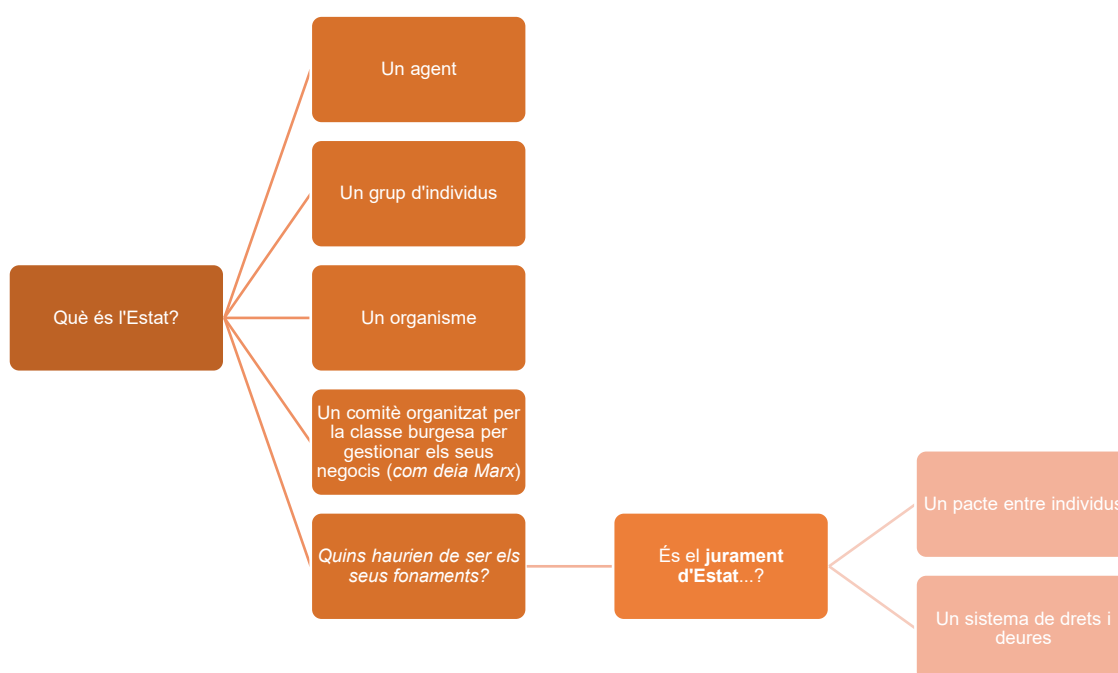 Un agent
Un grup d'individus
Què és l'Estat?
Un organisme
Un comitè organitzat per
la classe burgesa per
gestionar els seus
negocis (com deia Marx)
Quins haurien de ser els
seus fonaments?
És el jurament
d'Estat...?
Un pacte entre individus
Un sistema de drets i
deures